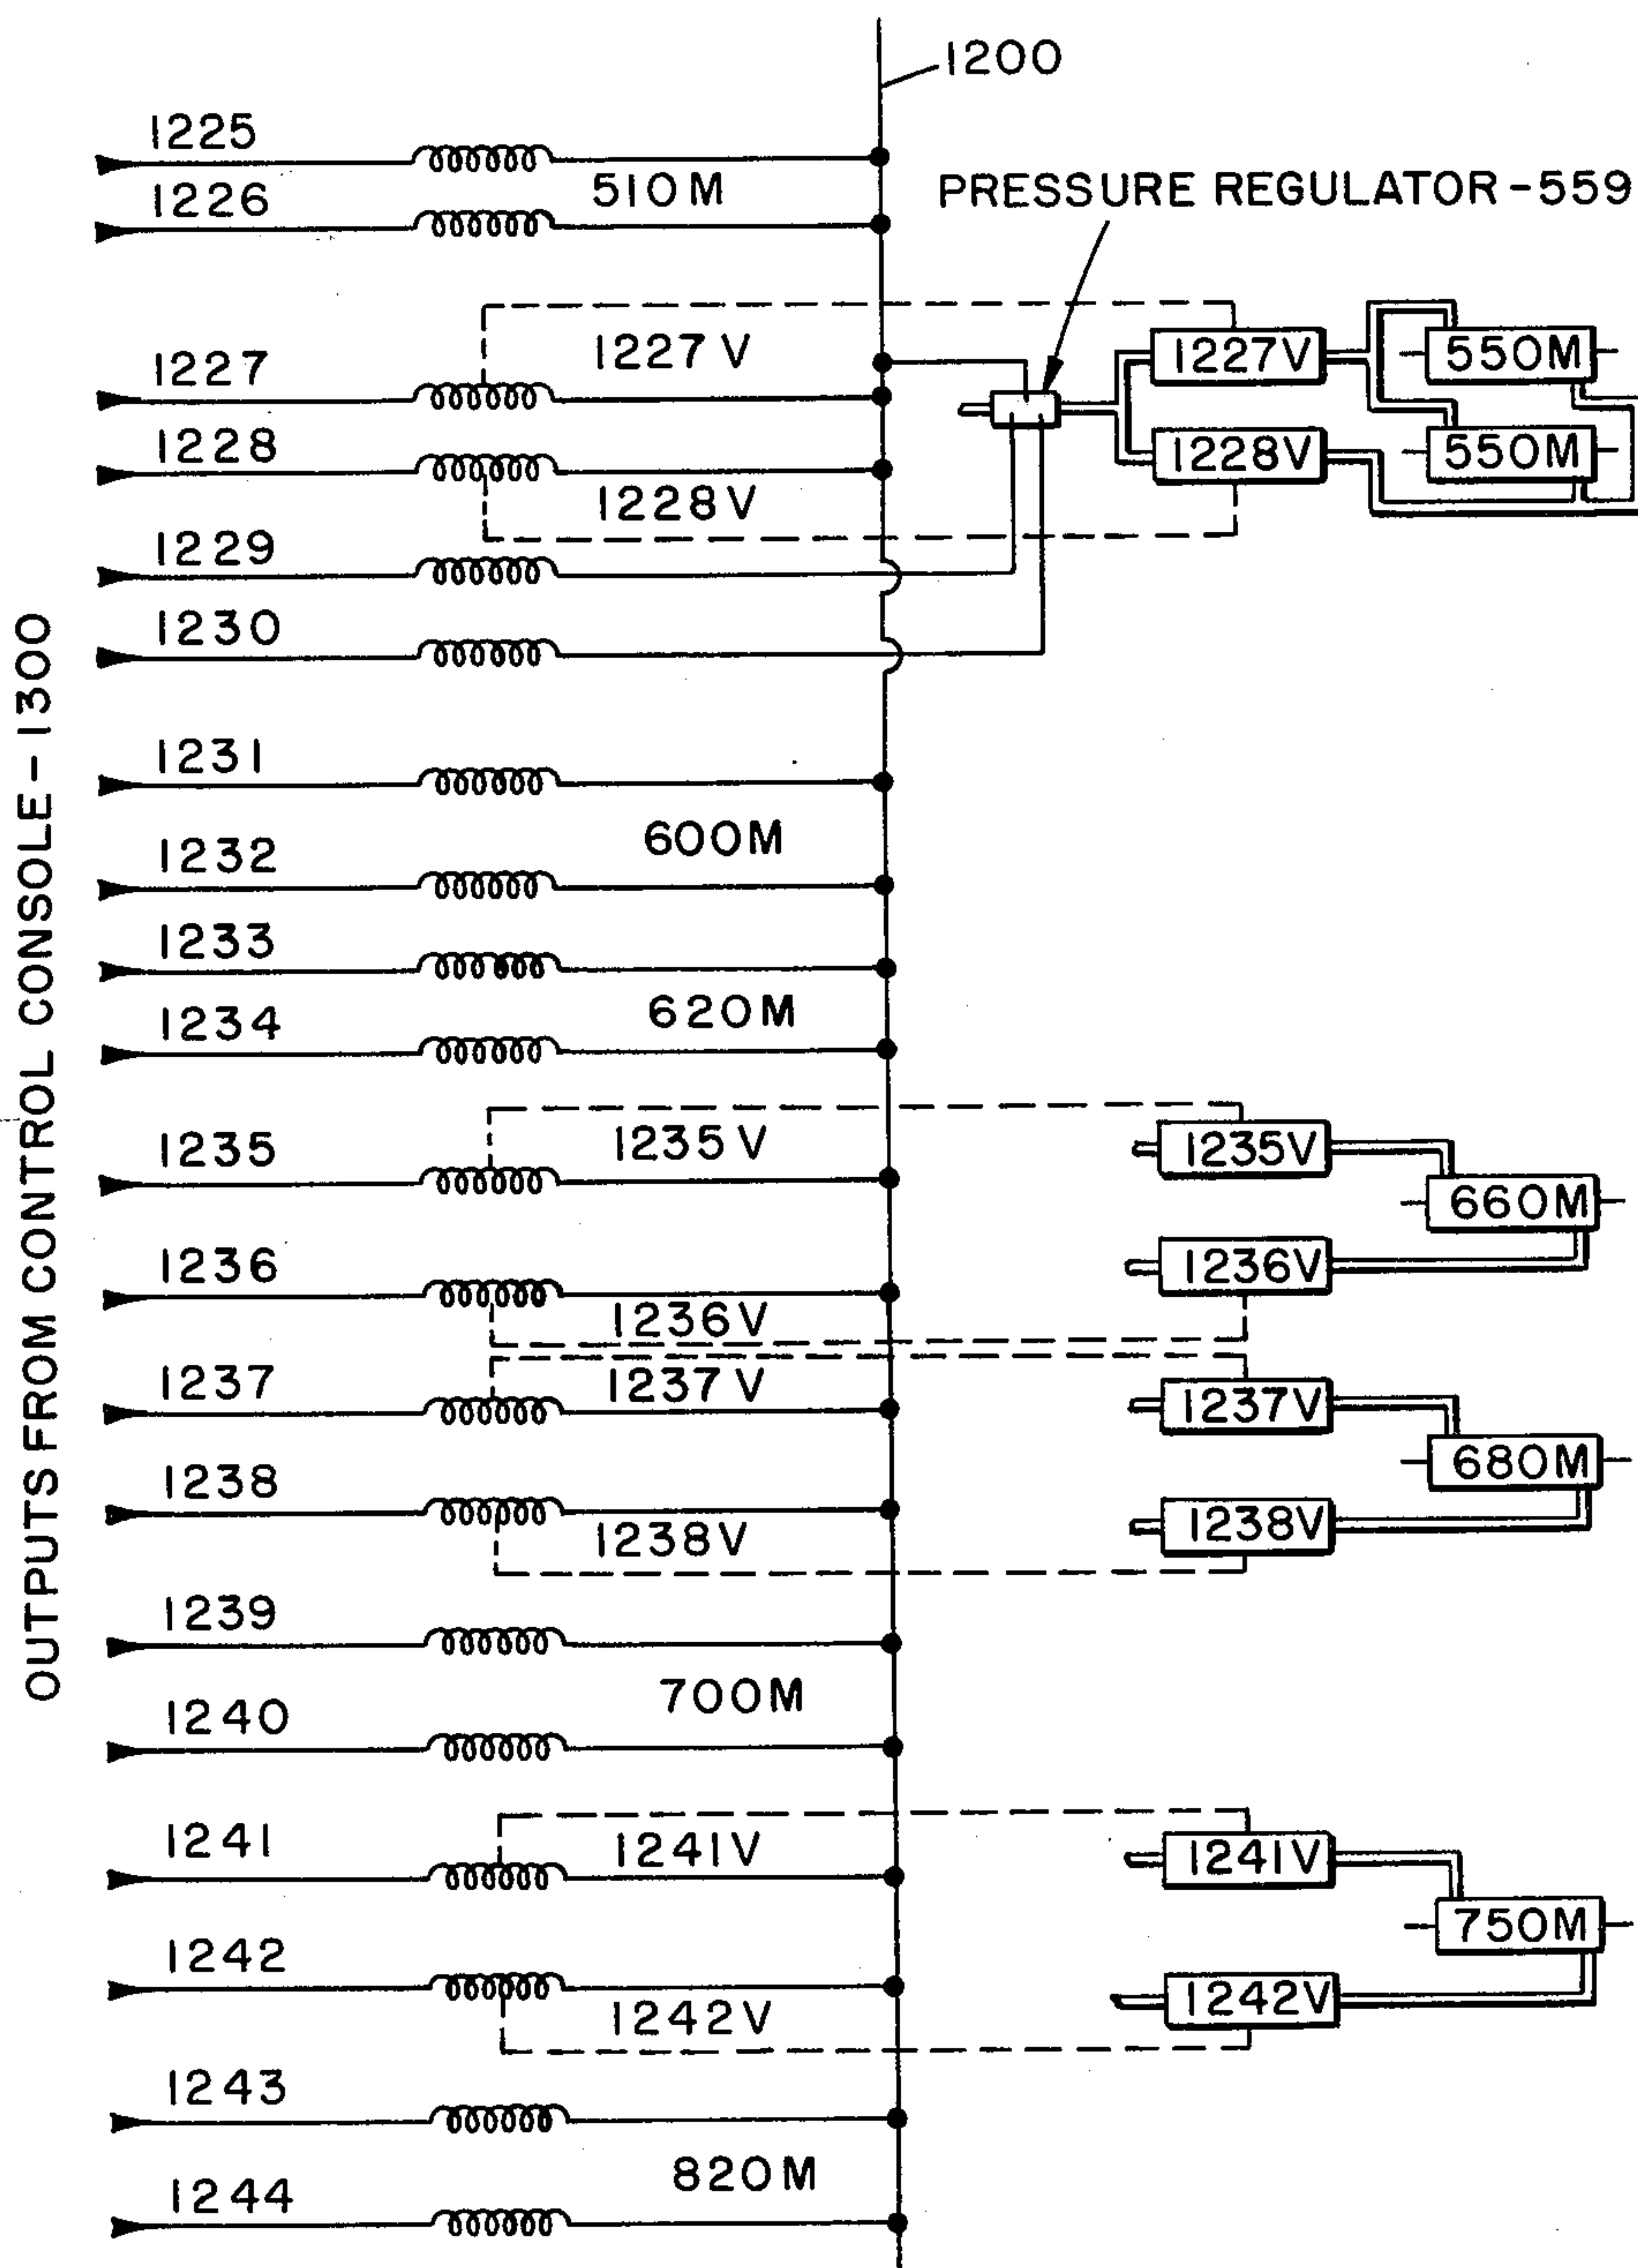 1200
1225
510M
1226
PRESSURE REGULATOR-559
1227
1227V
1227V
550M
1228
1228V
1228V
550M
1229
1230
OUTPUTS FROM CONTROL CONSOLE-1300
1231
1232
600M
1233
1234
620M
1235
1235V
1235V
660M
1236
1236V
1236V
1237
1237V
1237V
680M
1238
1238V
1238V
1239
1240
700M
1241
1241V
1241V
750M
1242
1242V
1242V
1243
1244
820M